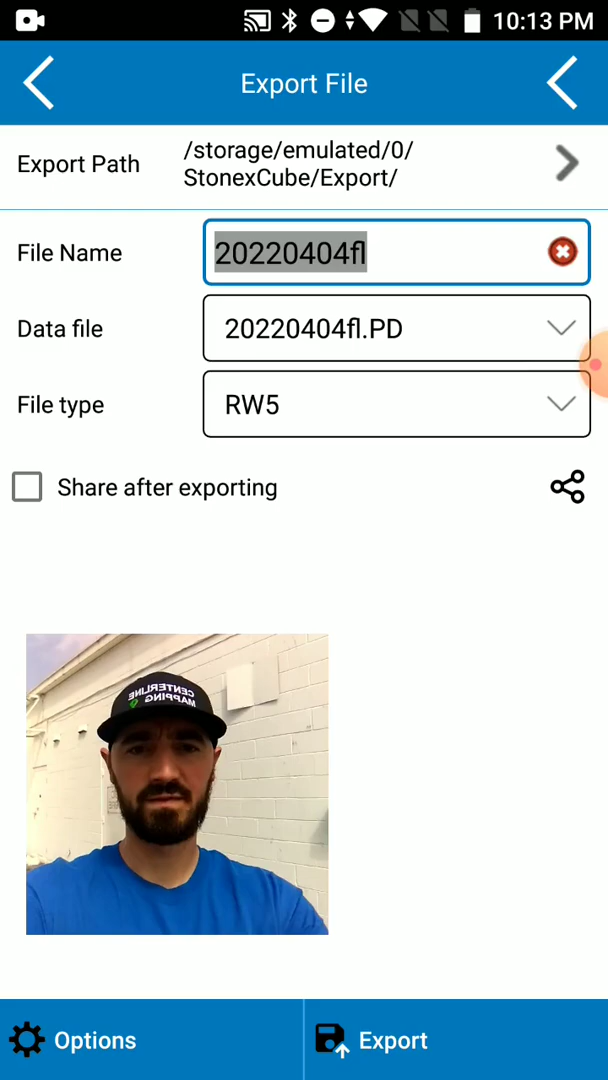 10:13 PM
Export File
Export Path
/storage/emulated/0/
StonexCube/Export/
File Name
20220404fl
Data file
20220404fl.PD
File type
RW5
Share after exporting
CENTERLINE
MAPPING
Options
Export